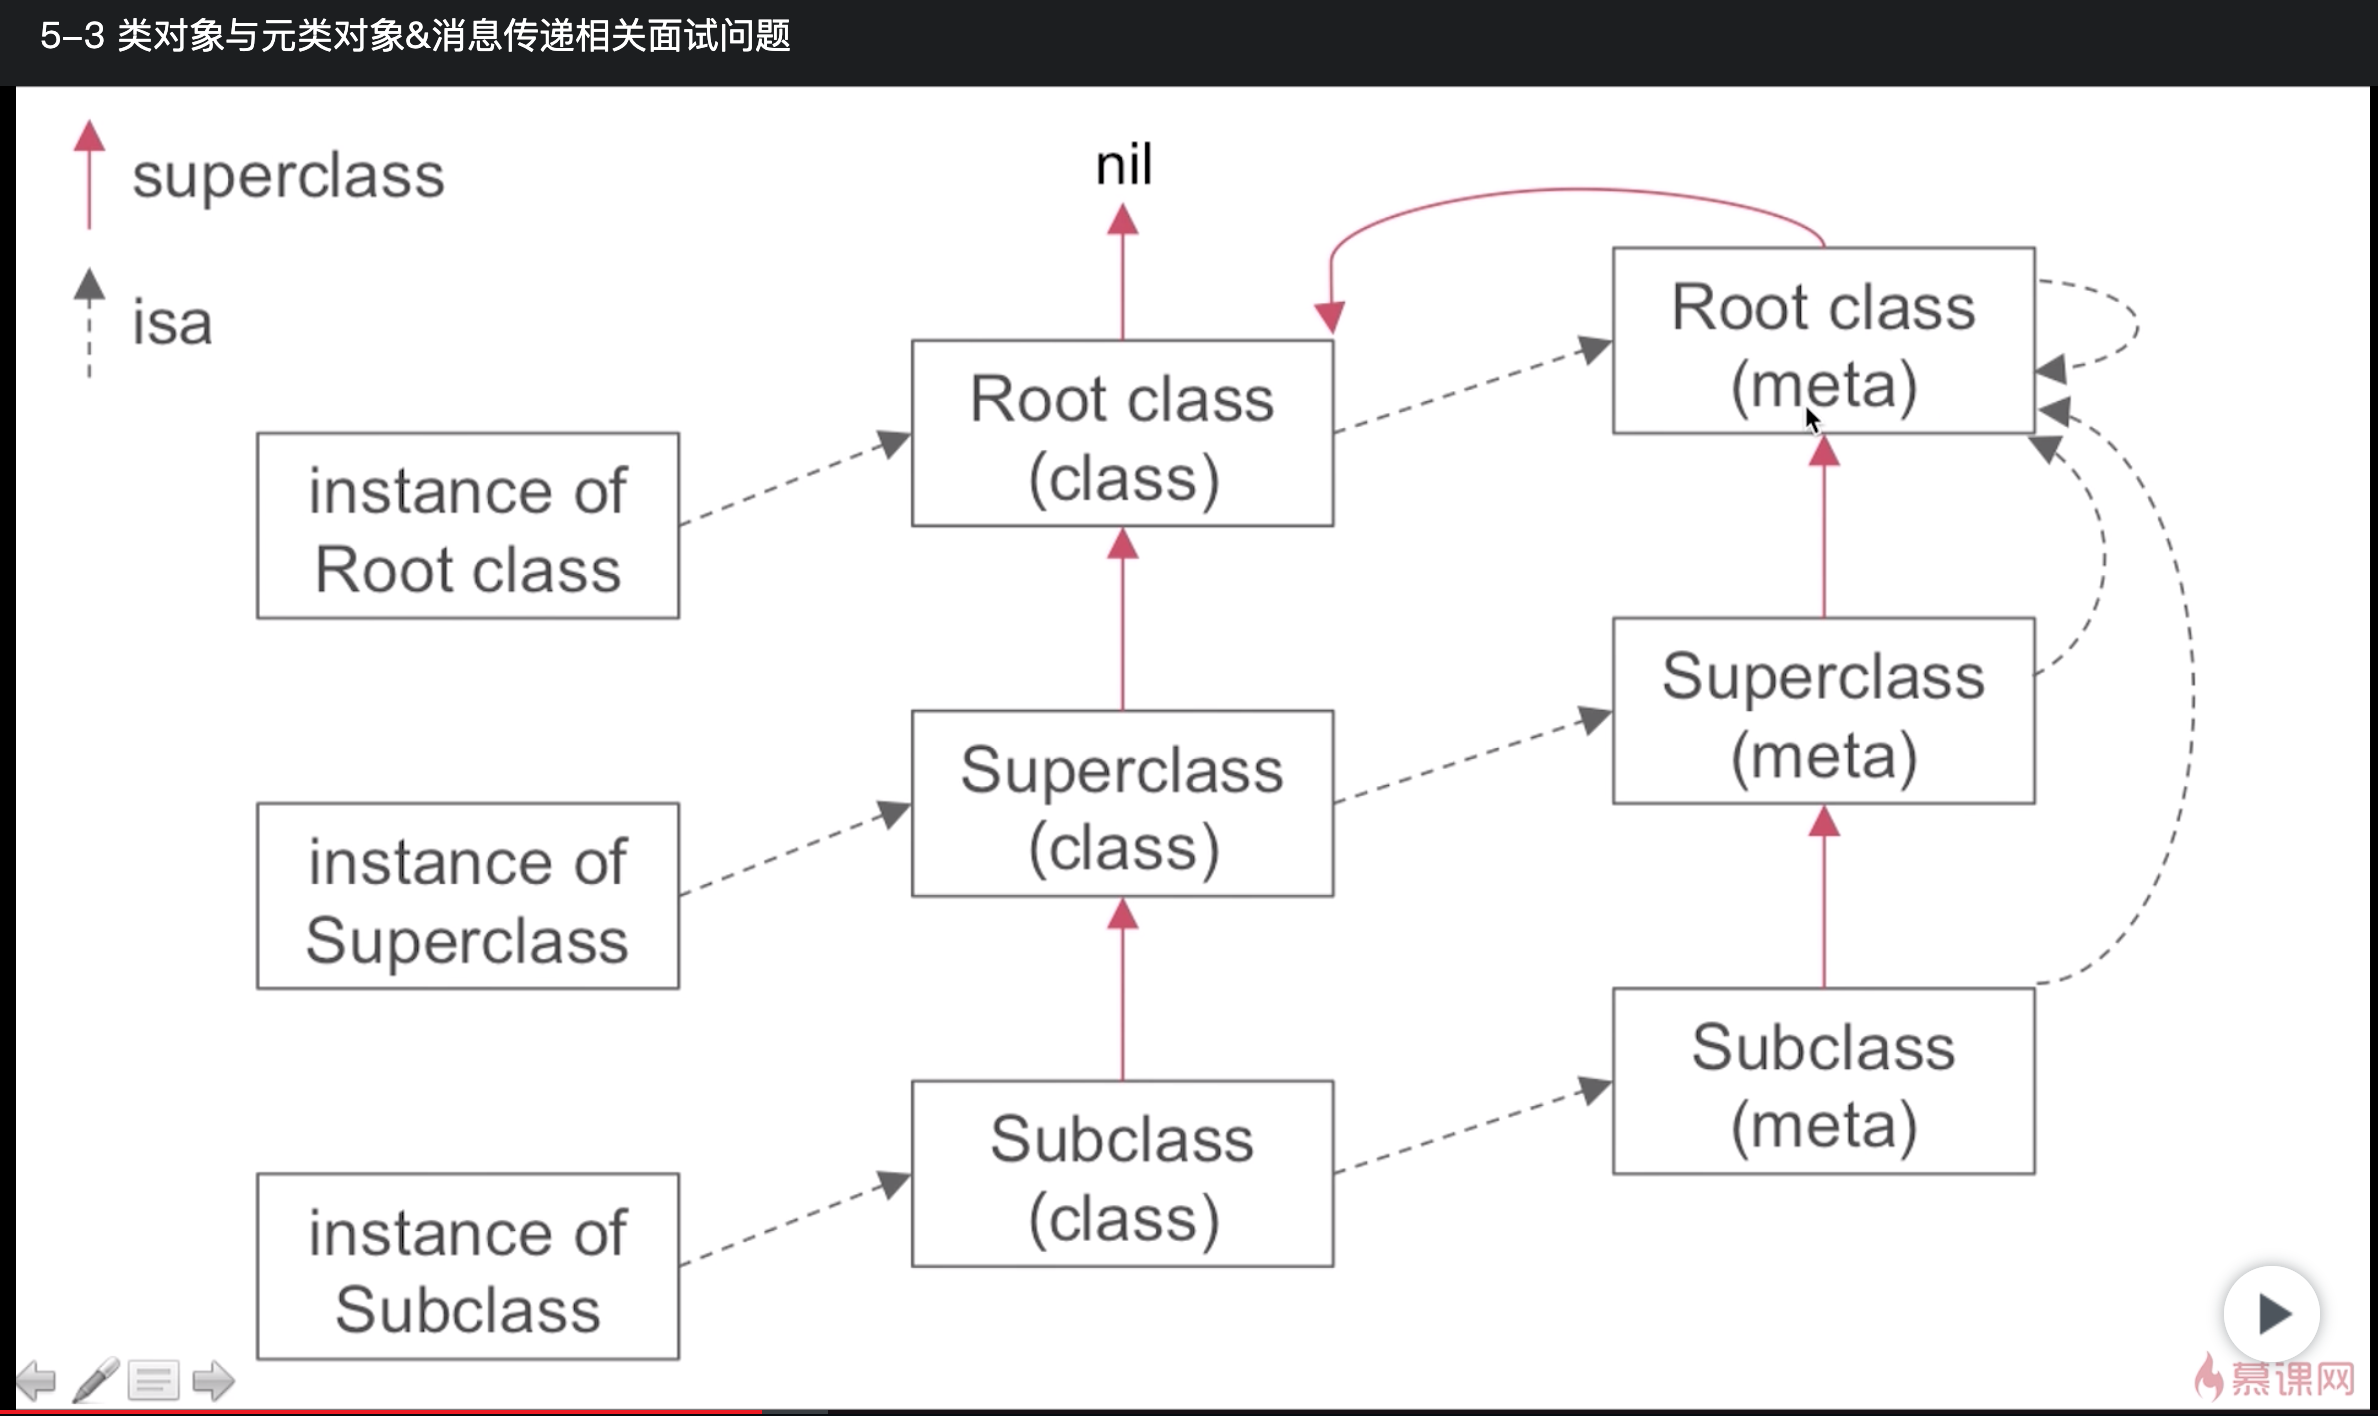 5-3 类对象与元类对象&消息传递相关面试问题
superclass
isa
nil
Root class
(meta)
Root class
(class)
instance of
Root class
Superclass
(meta)
Superclass
(class)
instance of
Superclass
Subclass
(meta)
Subclass
(class)
instance of
Subclass
慕课网